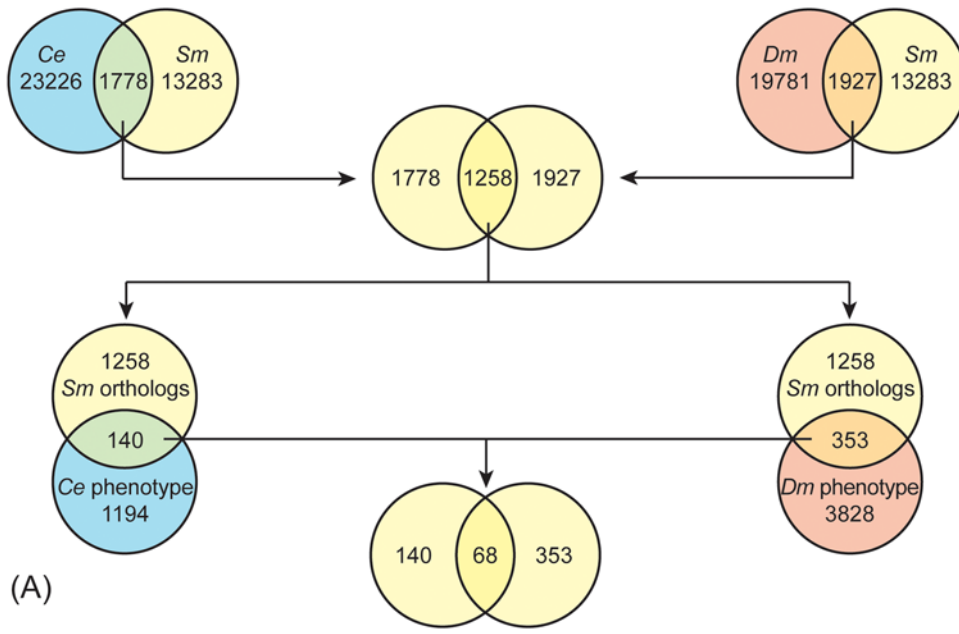 Ce
23226
1778
Sm
13283
Dm
19781
1927
Sm
13283
1778
1258
1927
1258
Sm orthologs
140
Ce phenotype
1194
1258
Sm orthologs
353
Dm phenotype
3828
140
68
353
(A)